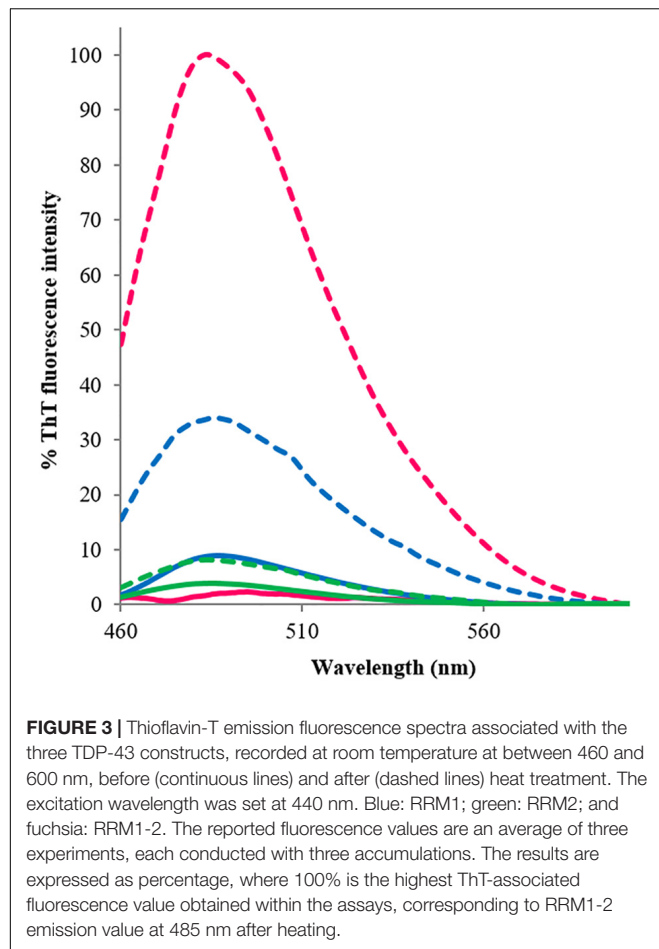 100
90
80
70
60
50
40
30
20
10
0
% ThT fluorescence intensity
460 510 560
Wavelength (nm)
FIGURE 3 | Thioflavin-T emission fluorescence spectra associated with the
three TDP-43 constructs, recorded at room temperature at between 460 and
600 nm, before (continuous lines) and after (dashed lines) heat treatment. The
excitation wavelength was set at 440 nm. Blue: RRM1; green: RRM2; and
fuchsia: RRM1-2. The reported fluorescence values are an average of three
experiments, each conducted with three accumulations. The results are
expressed as percentage, where 100% is the highest ThT-associated
fluorescence value obtained within the assays, corresponding to RRM1-2
emission value at 485 nm after heating.